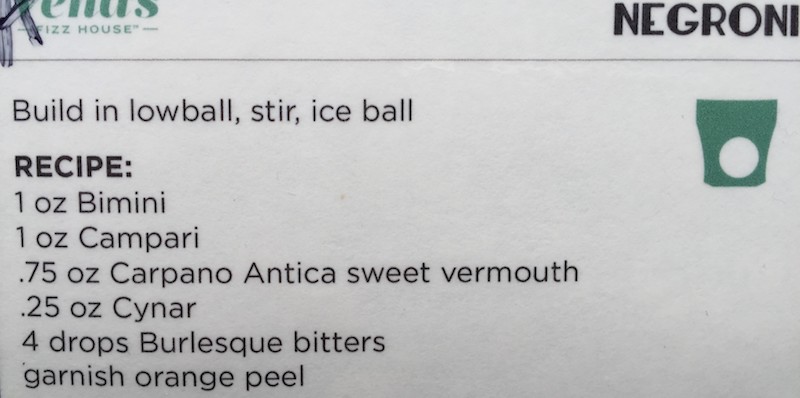 Vena's
FIZZ HOUSE™
NEGRONI
Build in lowball, stir, ice ball
RECIPE:
1 oz Bimini
1 oz Campari
.75 oz Carpano Antica sweet vermouth
.25 oz Cynar
4 drops Burlesque bitters
garnish orange peel